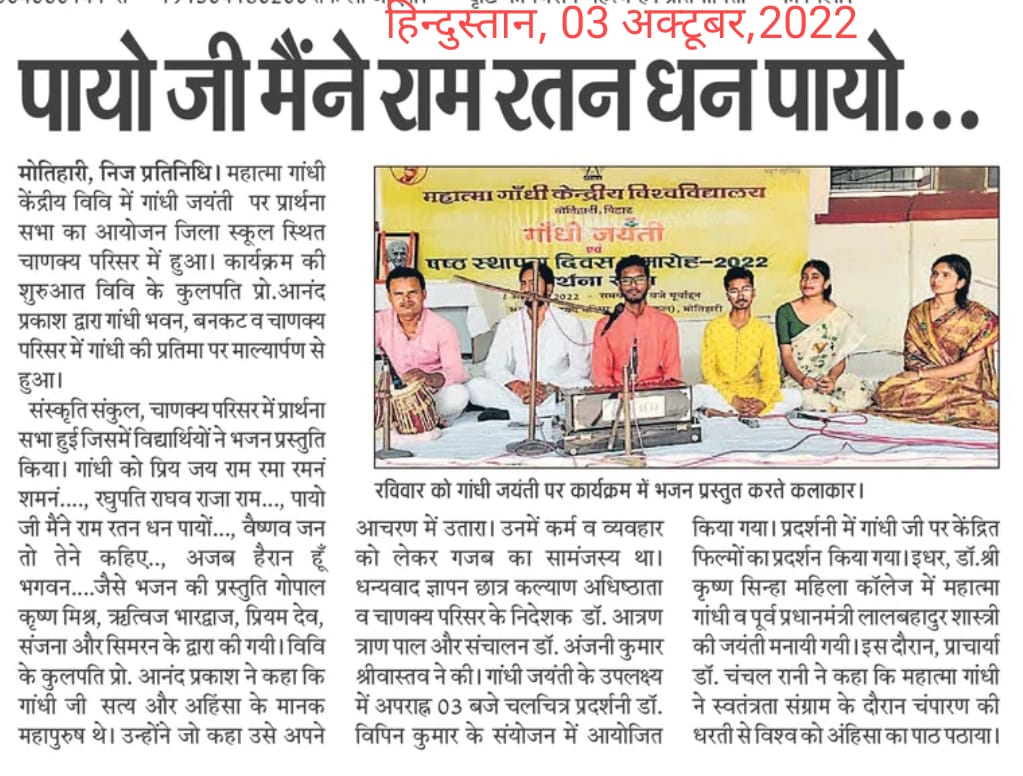 हिन्दुस्तान, 03 अक्टूबर,2022
पायो जी मैंने राम रतन धन पायो...
मोतिहारी, निज प्रतिनिधि। महात्मा गांधी
केंद्रीय विवि में गांधी जयंती पर प्रार्थना
सभा का आयोजन जिला स्कूल स्थित
चाणक्य परिसर में हुआ। कार्यक्रम की
शुरुआत विवि के कुलपति प्रो.आनंद
प्रकाश द्वारा गांधी भवन, बनकट व चाणक्य
परिसर में गांधी की प्रतिमा पर माल्यार्पण से
हुआ।
संस्कृति संकुल, चाणक्य परिसर में प्रार्थना
सभा हुई जिसमें विद्यार्थियों ने भजन प्रस्तुति
किया। गांधी को प्रिय जय राम रमा रमनं
शमनं...., रघुपति राघव राजा राम..., पायो
जी मैंने राम रतन धन पायों..., वैष्णव जन
तो तेने कहिए.., अजब हैरान हूँ
भगवन....जैसे भजन की प्रस्तुति गोपाल
कृष्ण मिश्र, ऋत्विज भारद्वाज, प्रियम देव,
संजना और सिमरन के द्वारा की गयी। विवि
के कुलपति प्रो. आनंद प्रकाश ने कहा कि
गांधी जी सत्य और अहिंसा के मानक
महापुरुष थे। उन्होंने जो कहा उसे अपने
महात्मा गाँधी केन्द्रीय विश्वविद्यालय
मोतिहारी, बिहार
गाँधी जयंती
एवं
षष्ठ स्थापना दिवस समारोह-2022
2022
मोतिहारी
रविवार को गांधी जयंती पर कार्यक्रम में भजन प्रस्तुत करते कलाकार।
आचरण में उतारा। उनमें कर्म व व्यवहार
को लेकर गजब का सामंजस्य था।
धन्यवाद ज्ञापन छात्र कल्याण अधिष्ठाता
व चाणक्य परिसर के निदेशक डॉ. आत्रण
त्राण पाल और संचालन डॉ. अंजनी कुमार
श्रीवास्तव ने की। गांधी जयंती के उपलक्ष्य
में अपराह्न 03 बजे चलचित्र प्रदर्शनी डॉ.
विपिन कुमार के संयोजन में आयोजित
किया गया। प्रदर्शनी में गांधी जी पर केंद्रित
फिल्मों का प्रदर्शन किया गया। इधर, डॉ.श्री
कृष्ण सिन्हा महिला कॉलेज में महात्मा
गांधी व पूर्व प्रधानमंत्री लालबहादुर शास्त्री
की जयंती मनायी गयी। इस दौरान, प्राचार्या
डॉ. चंचल रानी ने कहा कि महात्मा गांधी
ने स्वतंत्रता संग्राम के दौरान चंपारण की
धरती से विश्व को अंहिसा का पाठ पठाया।